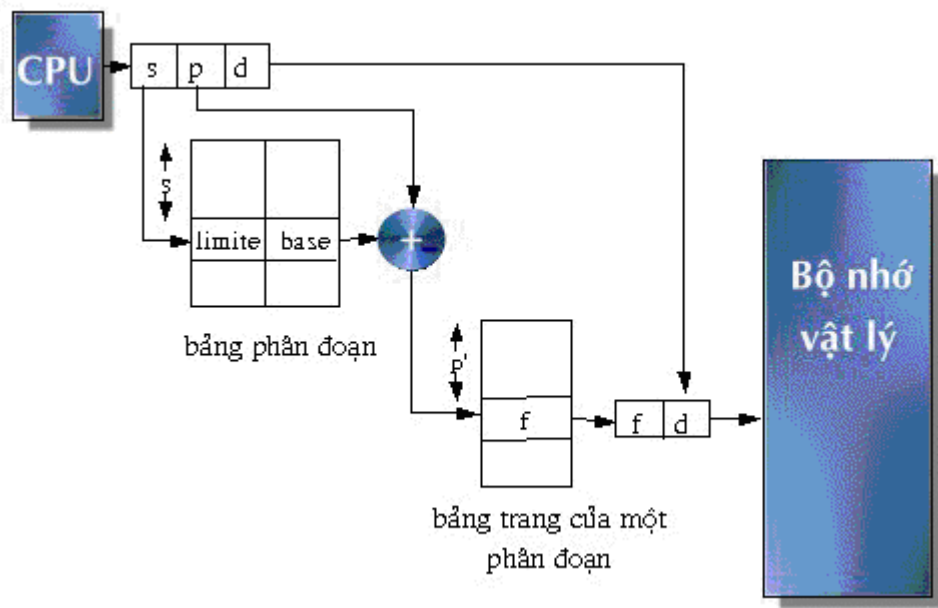 CPU
s p d
s
limite base
+
bảng phân đoạn
Bộ nhớ
vật lý
p'
f
f d
bảng trang của một
phân đoạn